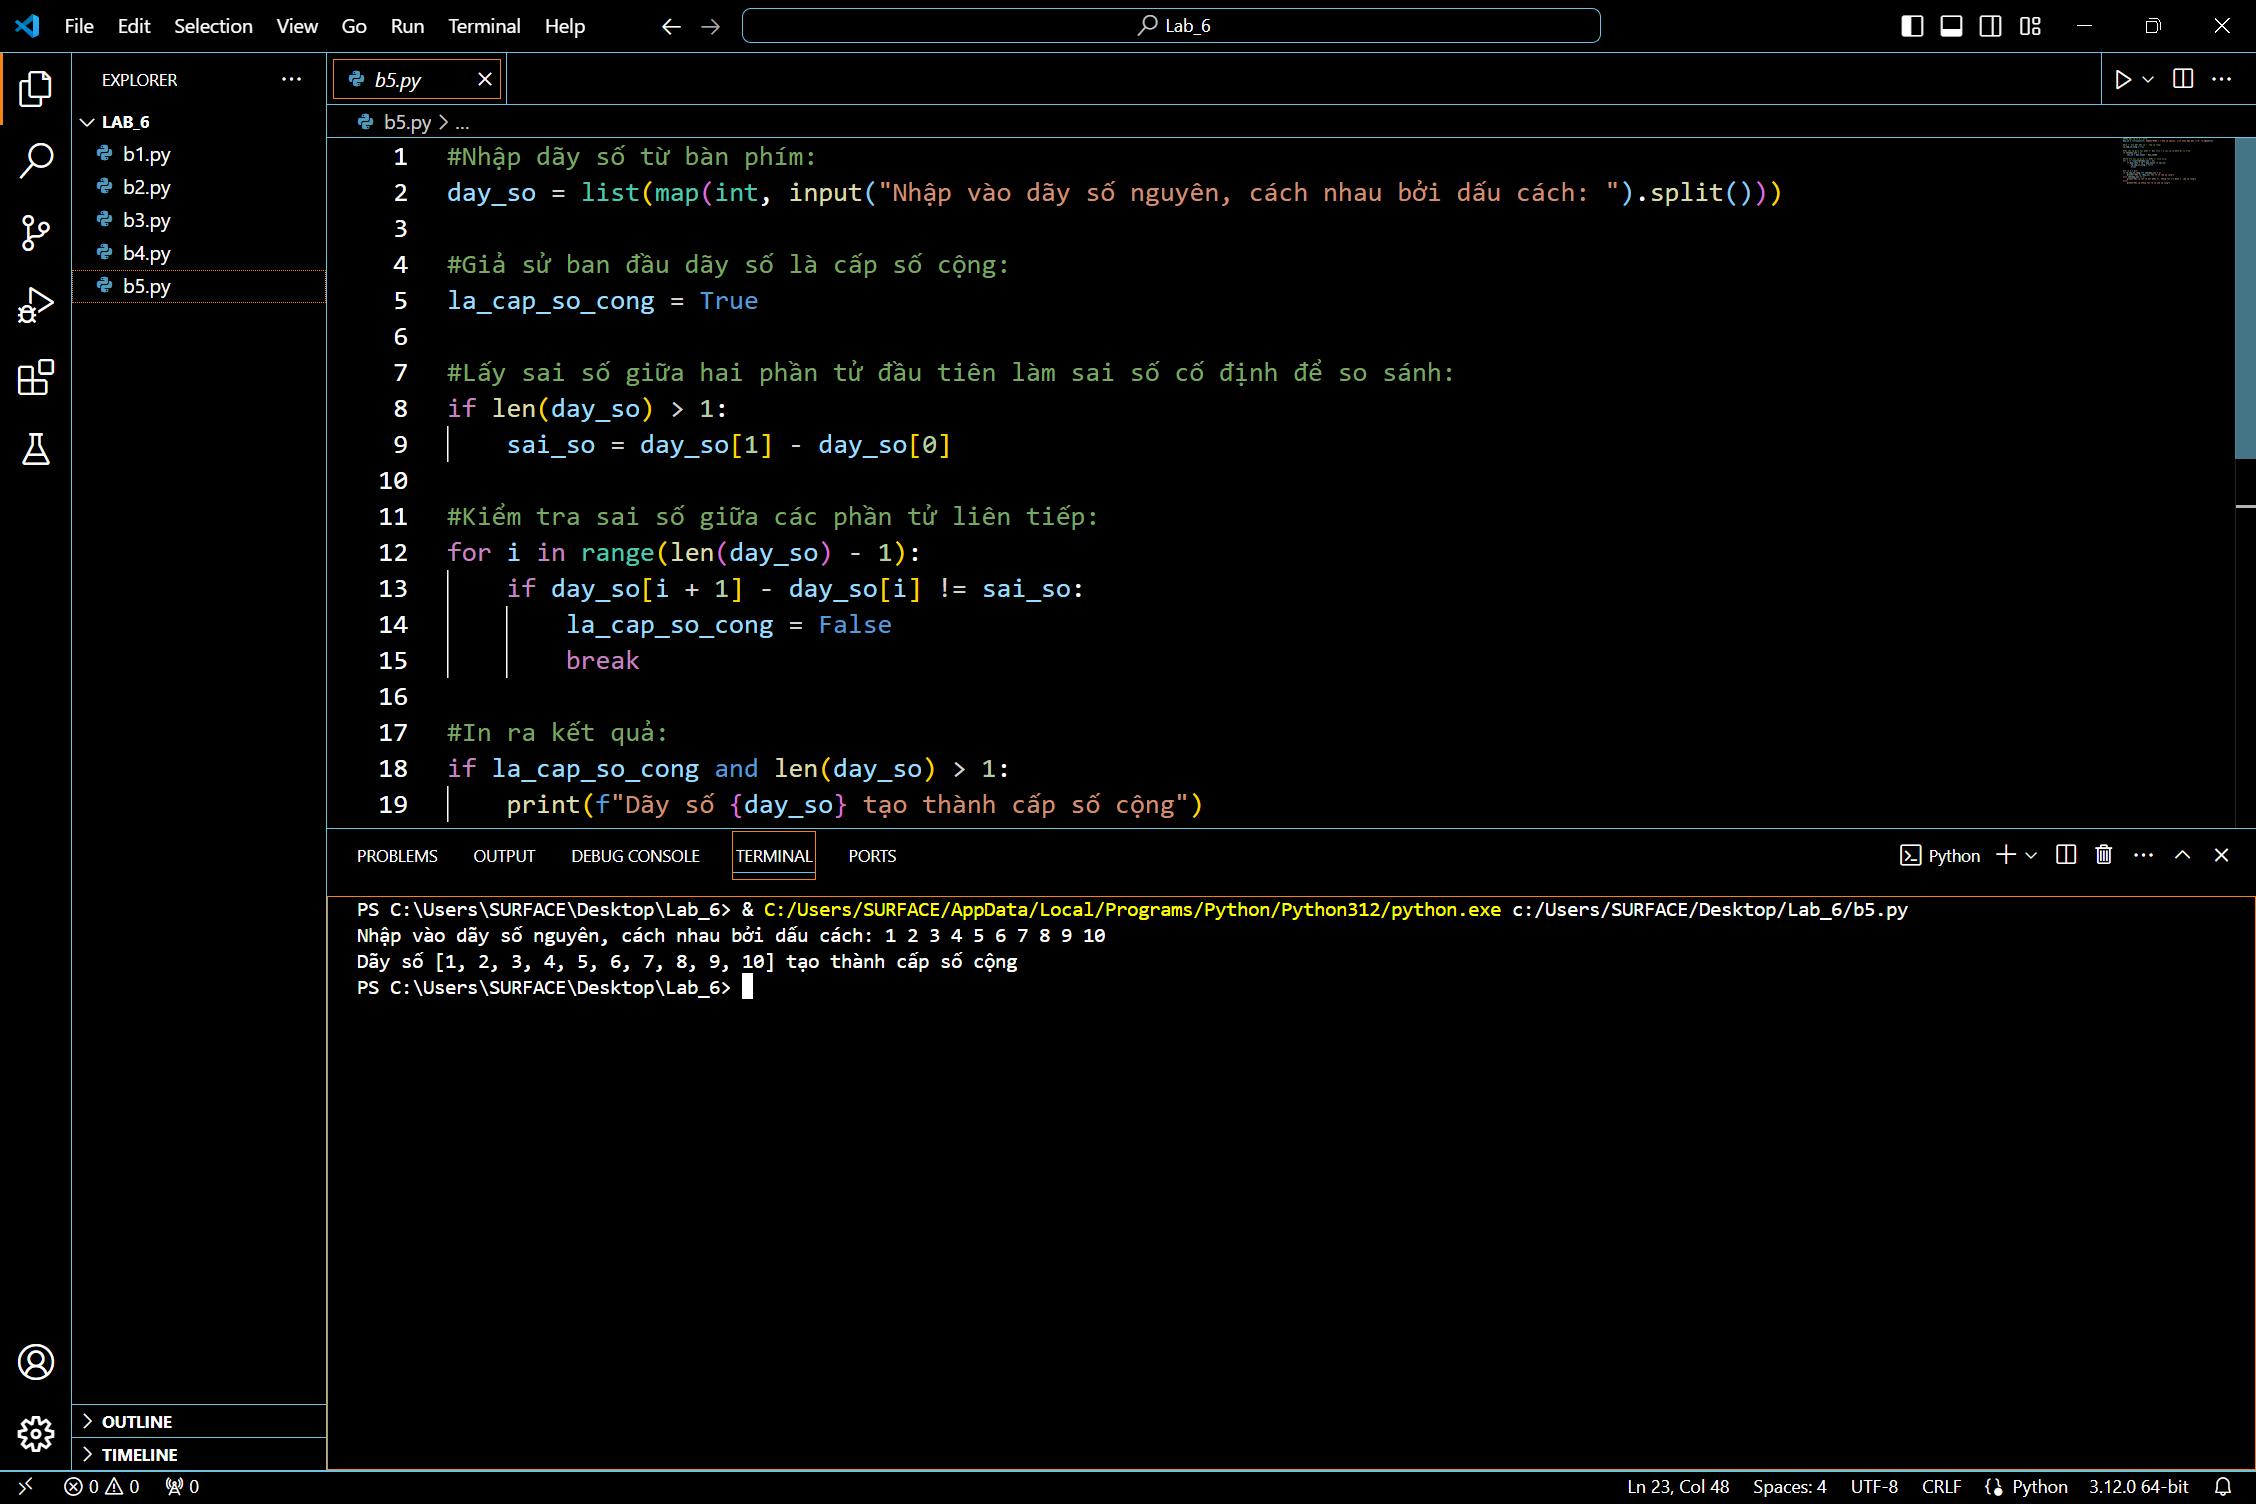 File Edit Selection View Go Run Terminal Help
Lab_6
EXPLORER
LAB_6
b1.py
b2.py
b3.py
b4.py
b5.py
OUTLINE
TIMELINE
b5.py
b5.py > ...
1 #Nhập dãy số từ bàn phím:
2 day_so = list(map(int, input("Nhập vào dãy số nguyên, cách nhau bởi dấu cách: ").split()))
3
4 #Giả sử ban đầu dãy số là cấp số cộng:
5 la_cap_so_cong = True
6
7 #Lấy sai số giữa hai phần tử đầu tiên làm sai số cố định để so sánh:
8 if len(day_so) > 1:
9     sai_so = day_so[1] - day_so[0]
10
11 #Kiểm tra sai số giữa các phần tử liên tiếp:
12 for i in range(len(day_so) - 1):
13     if day_so[i + 1] - day_so[i] != sai_so:
14         la_cap_so_cong = False
15         break
16
17 #In ra kết quả:
18 if la_cap_so_cong and len(day_so) > 1:
19     print(f"Dãy số {day_so} tạo thành cấp số cộng")
PROBLEMS OUTPUT DEBUG CONSOLE TERMINAL PORTS
Python
PS C:\Users\SURFACE\Desktop\Lab_6> & C:/Users/SURFACE/AppData/Local/Programs/Python/Python312/python.exe c:/Users/SURFACE/Desktop/Lab_6/b5.py
Nhập vào dãy số nguyên, cách nhau bởi dấu cách: 1 2 3 4 5 6 7 8 9 10
Dãy số [1, 2, 3, 4, 5, 6, 7, 8, 9, 10] tạo thành cấp số cộng
PS C:\Users\SURFACE\Desktop\Lab_6>
0 0 0 Ln 23, Col 48 Spaces: 4 UTF-8 CRLF Python 3.12.0 64-bit